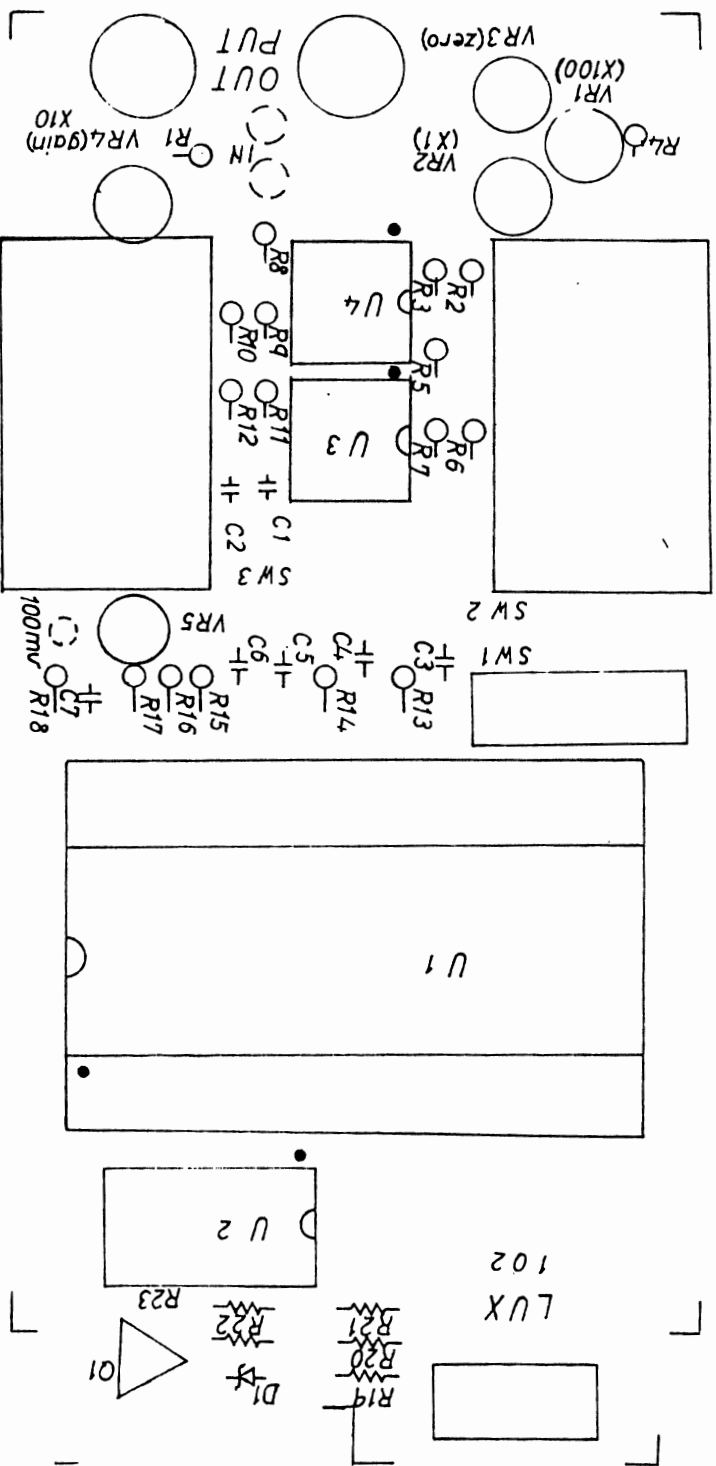 OUT
PUT
VR3(zero)
VR1
(X100)
VR4(gain)
X10
R1
IN
VR2
(X1)
R4
R8
U4
R3
R2
R10
R9
R5
R12
R11
U3
R7
R6
C2
C1
SW3
SW2
100mv
VR5
C6
C5
C4
C3
SW1
R18
C7
R17
R16
R15
R14
R13
U1
U2
LUX
102
R23
R22
R21
R20
R19
Q1
D1